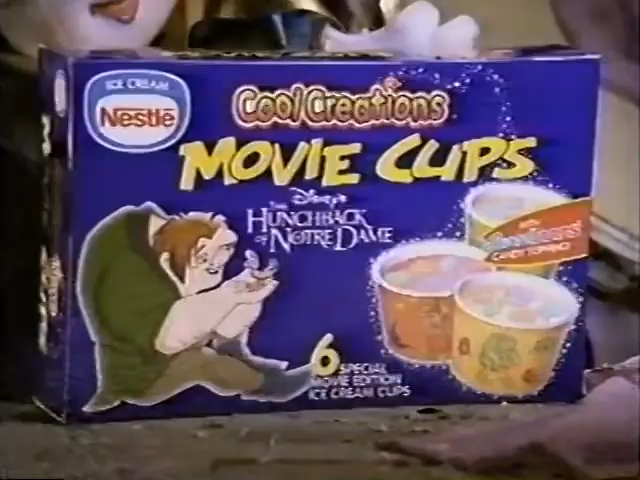 ICE CREAM
Nestlé
Cool Creations
MOVIE CUPS
Disney's
THE
HUNCHBACK
OF NOTRE DAME
CANDY TOPPING!
6 SPECIAL
MOVIE EDITION
ICE CREAM CUPS